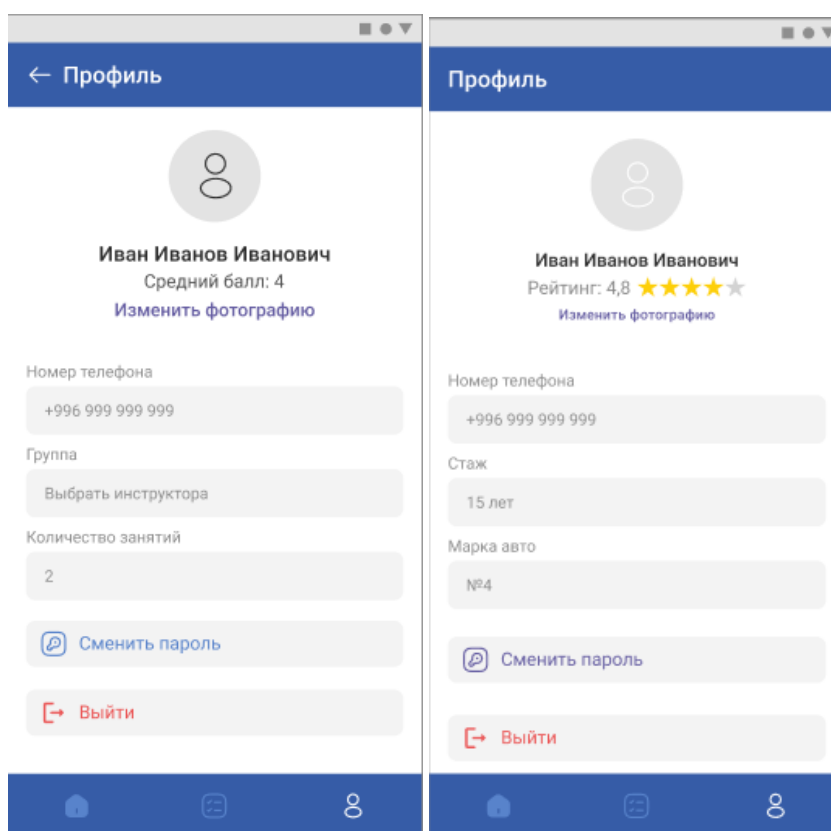 Профиль
Иван Иванов Иванович
Средний балл: 4
Изменить фотографию
Номер телефона
+996 999 999 999
Группа
Выбрать инструктора
Количество занятий
2
Сменить пароль
Выйти
Профиль
Иван Иванов Иванович
Рейтинг: 4,8
Изменить фотографию
Номер телефона
+996 999 999 999
Стаж
15 лет
Марка авто
№4
Сменить пароль
Выйти